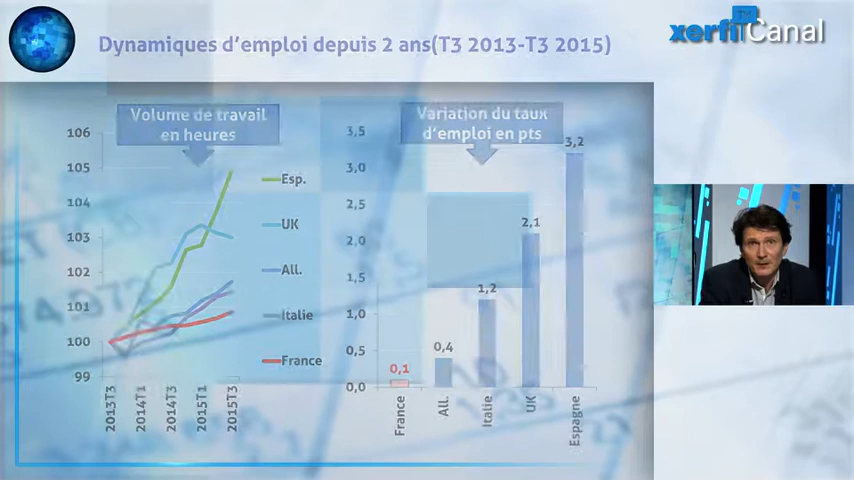 Dynamiques d'emploi depuis 2 ans(T3 2013-T3 2015)
xerfi TV Canal
Volume de travail
en heures
106
105
104
103
102
101
100
99
2013T3
2014T1
2014T3
2015T1
2015T3
Esp.
UK
All.
Italie
France
Variation du taux
d'emploi en pts
3,5
3,0
2,5
2,0
1,5
1,0
0,5
0,0
0,1
0,4
1,2
2,1
3,2
France
All.
Italie
UK
Espagne